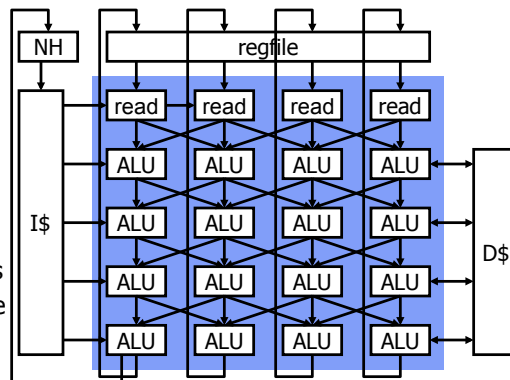 NH regfile
read read read read
ALU ALU ALU ALU
I$ ALU ALU ALU ALU D$
s ALU ALU ALU ALU
e
ALU ALU ALU ALU